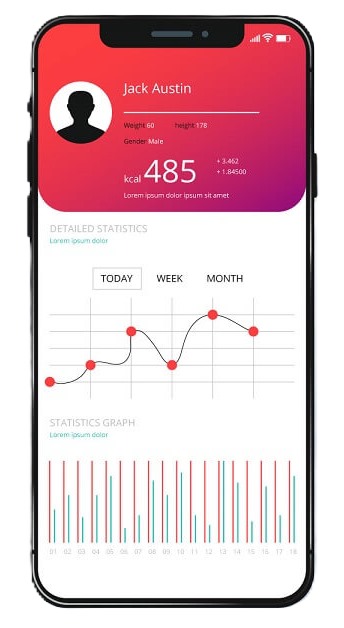 Jack Austin
Weight 60 height 178
Gender Male
kcal 485
+ 3.462
+ 1.84500
Lorem ipsum dolor ipsum sit amet
DETAILED STATISTICS
Lorem ipsum dolor
TODAY WEEK MONTH
STATISTICS GRAPH
Lorem ipsum dolor
01 02 03 04 05 06 07 08 09 10 11 12 13 14 15 16 17 18